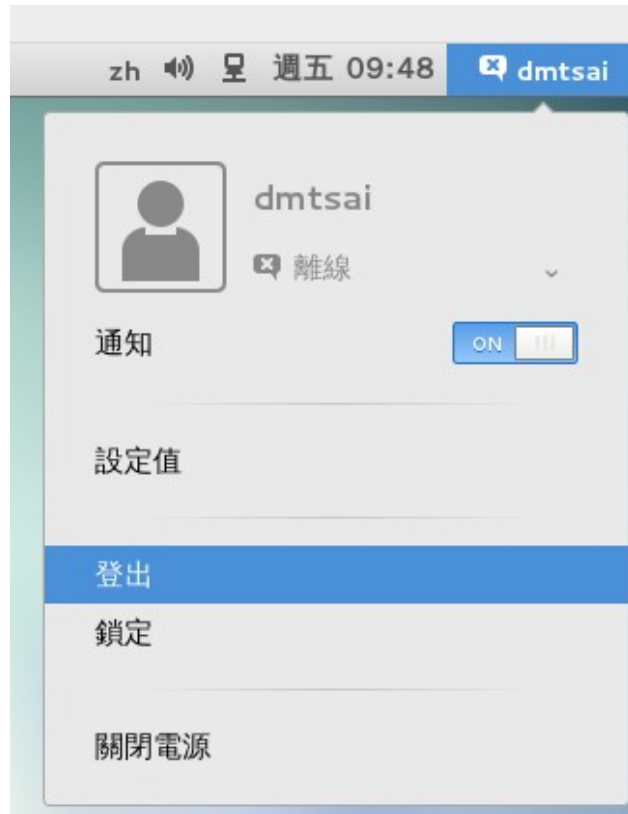 zh 週五 09:48 dmtsai
dmtsai
離線
通知 ON
設定值
登出
鎖定
關閉電源